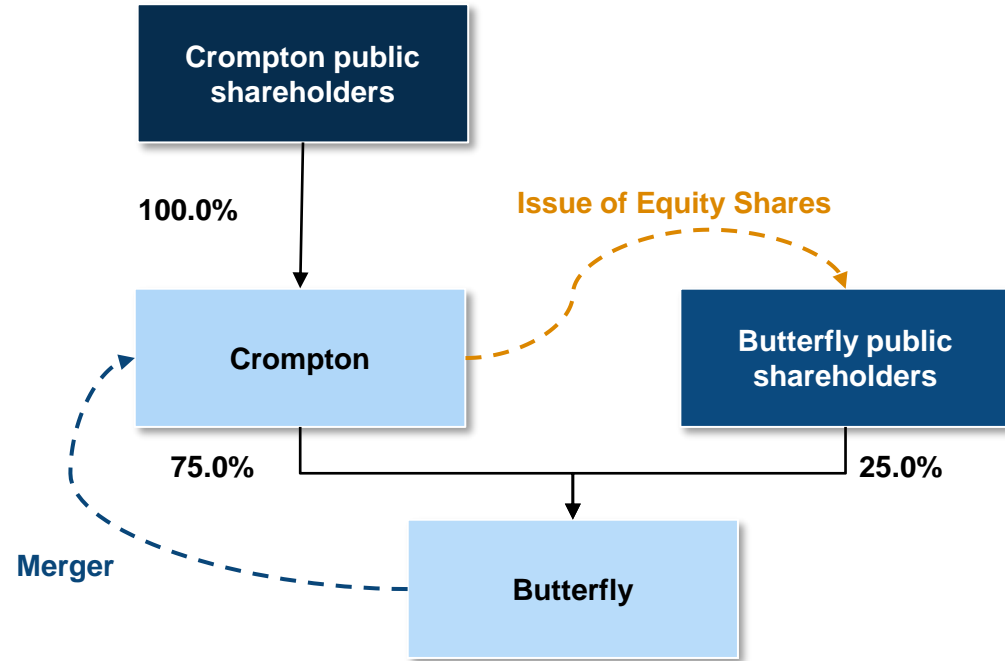 Crompton public
shareholders
100.0%
Issue of Equity Shares
Crompton
Butterfly public
shareholders
75.0%
25.0%
Merger
Butterfly